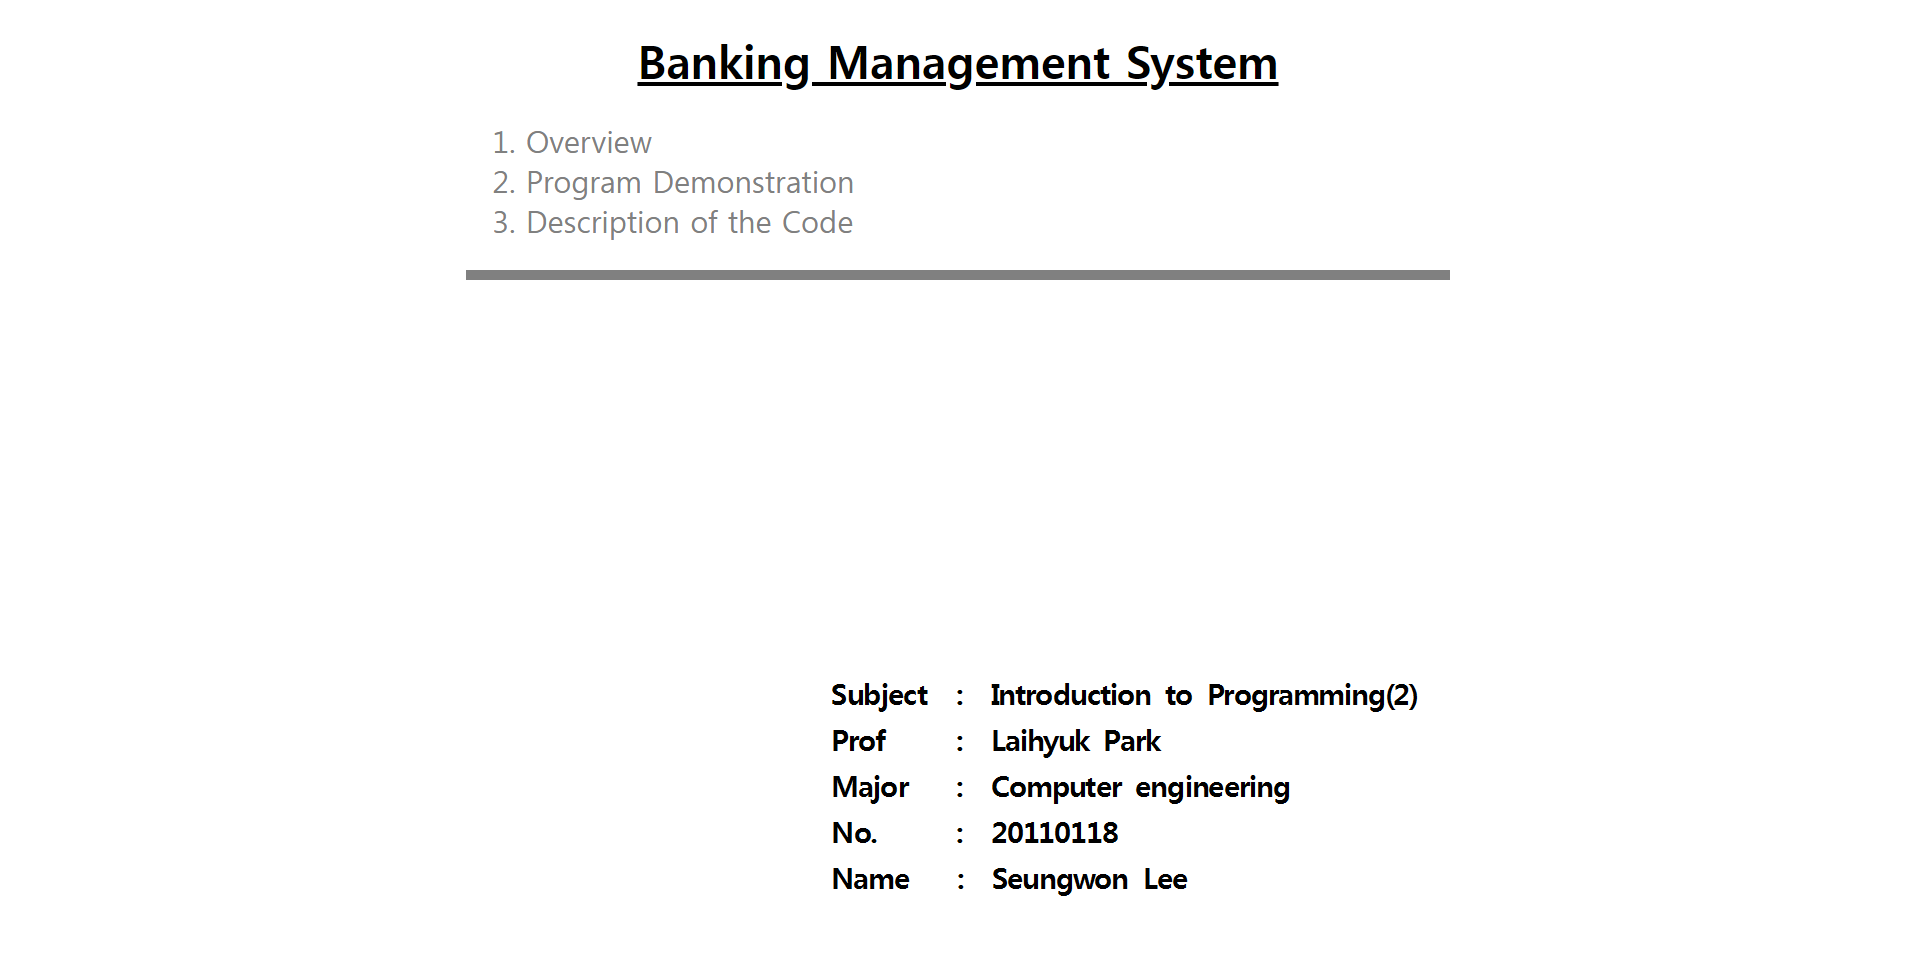 Banking Management System
1. Overview
2. Program Demonstration
3. Description of the Code
Subject : Introduction to Programming(2)
Prof : Laihyuk Park
Major : Computer engineering
No. : 20110118
Name : Seungwon Lee